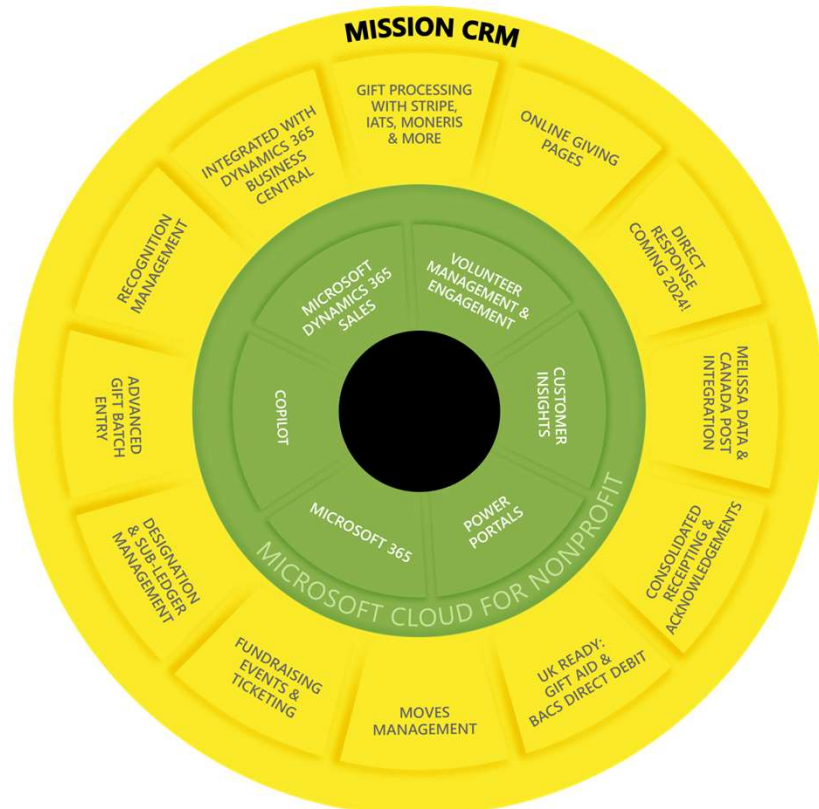 MISSION CRM
GIFT PROCESSING
WITH STRIPE,
IATS, MONERIS
& MORE
ONLINE GIVING
PAGES
DIRECT
RESPONSE
COMING 2024!
MELISSA DATA &
CANADA POST
INTEGRATION
CONSOLIDATED
RECEIPTING &
ACKNOWLEDGEMENTS
UK READY:
GIFT AID &
BACS DIRECT DEBIT
MOVES
MANAGEMENT
FUNDRAISING
EVENTS &
TICKETING
DESIGNATION
& SUB-LEDGER
MANAGEMENT
ADVANCED
GIFT BATCH
ENTRY
RECOGNITION
MANAGEMENT
INTEGRATED WITH
DYNAMICS 365
BUSINESS
CENTRAL
VOLUNTEER
MANAGEMENT &
ENGAGEMENT
CUSTOMER
INSIGHTS
POWER
PORTALS
MICROSOFT 365
COPILOT
MICROSOFT
DYNAMICS 365
SALES
MICROSOFT CLOUD FOR NONPROFIT